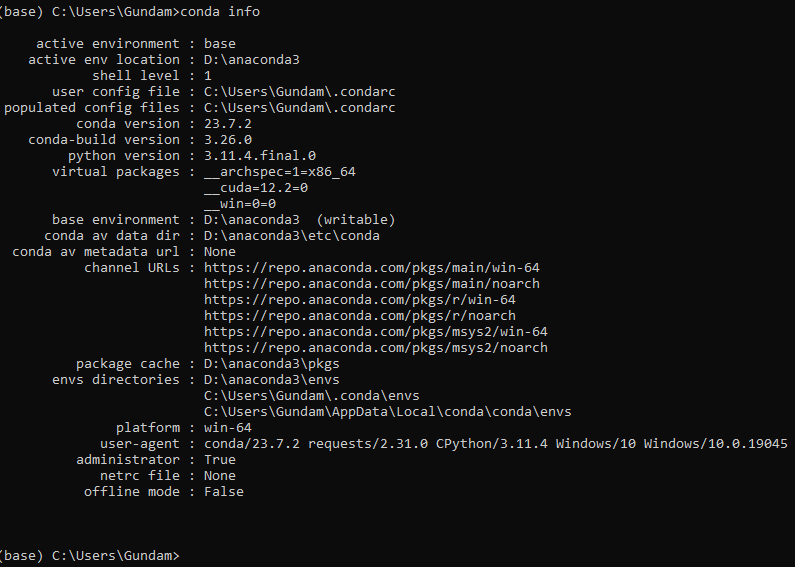 (base) C:\Users\Gundam>conda info
active environment : base
active env location : D:\anaconda3
shell level : 1
user config file : C:\Users\Gundam\.condarc
populated config files : C:\Users\Gundam\.condarc
conda version : 23.7.2
conda-build version : 3.26.0
python version : 3.11.4.final.0
virtual packages : __archspec=1=x86_64
__cuda=12.2=0
__win=0=0
base environment : D:\anaconda3  (writable)
conda av data dir : D:\anaconda3\etc\conda
conda av metadata url : None
channel URLs : https://repo.anaconda.com/pkgs/main/win-64
https://repo.anaconda.com/pkgs/main/noarch
https://repo.anaconda.com/pkgs/r/win-64
https://repo.anaconda.com/pkgs/r/noarch
https://repo.anaconda.com/pkgs/msys2/win-64
https://repo.anaconda.com/pkgs/msys2/noarch
package cache : D:\anaconda3\pkgs
envs directories : D:\anaconda3\envs
C:\Users\Gundam\.conda\envs
C:\Users\Gundam\AppData\Local\conda\conda\envs
platform : win-64
user-agent : conda/23.7.2 requests/2.31.0 CPython/3.11.4 Windows/10 Windows/10.0.19045
administrator : True
netrc file : None
offline mode : False
(base) C:\Users\Gundam>